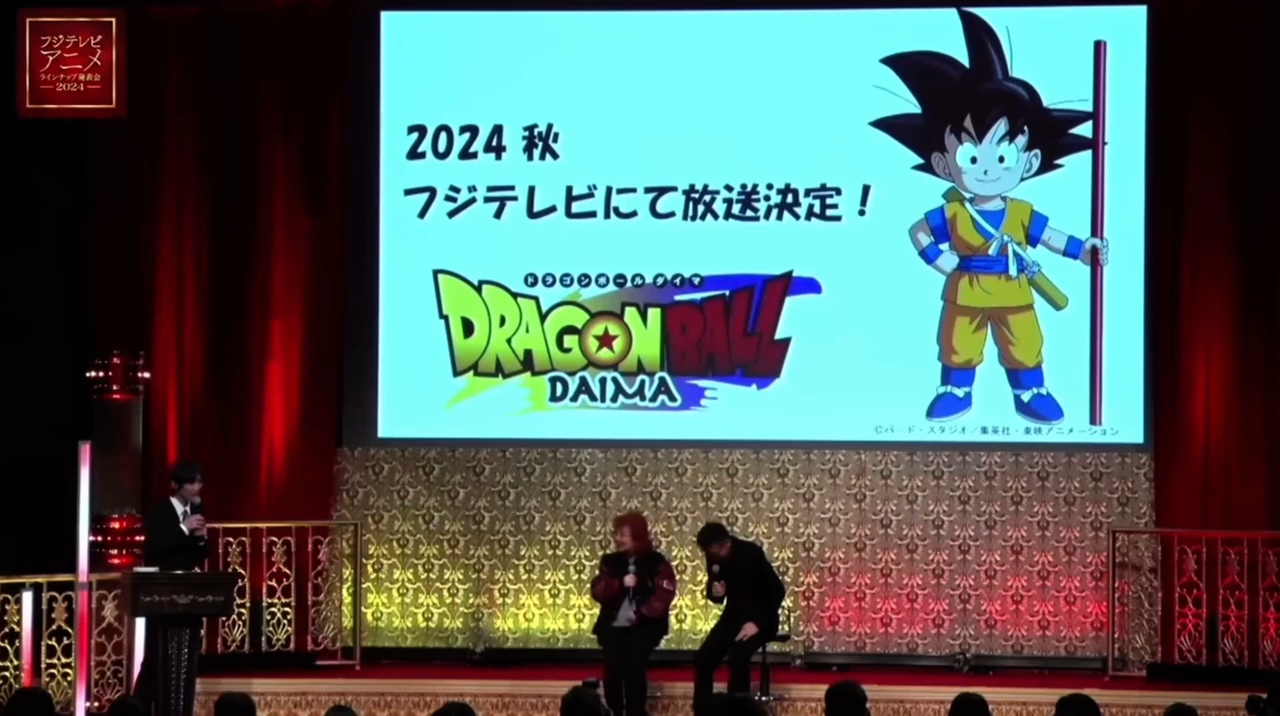 フジテレビ
アニメ
ラインナップ発表会
2024
2024 秋
フジテレビにて放送決定！
ドラゴンボール ダイマ
DRAGON BALL
DAIMA
©バード・スタジオ／集英社・東映アニメーション